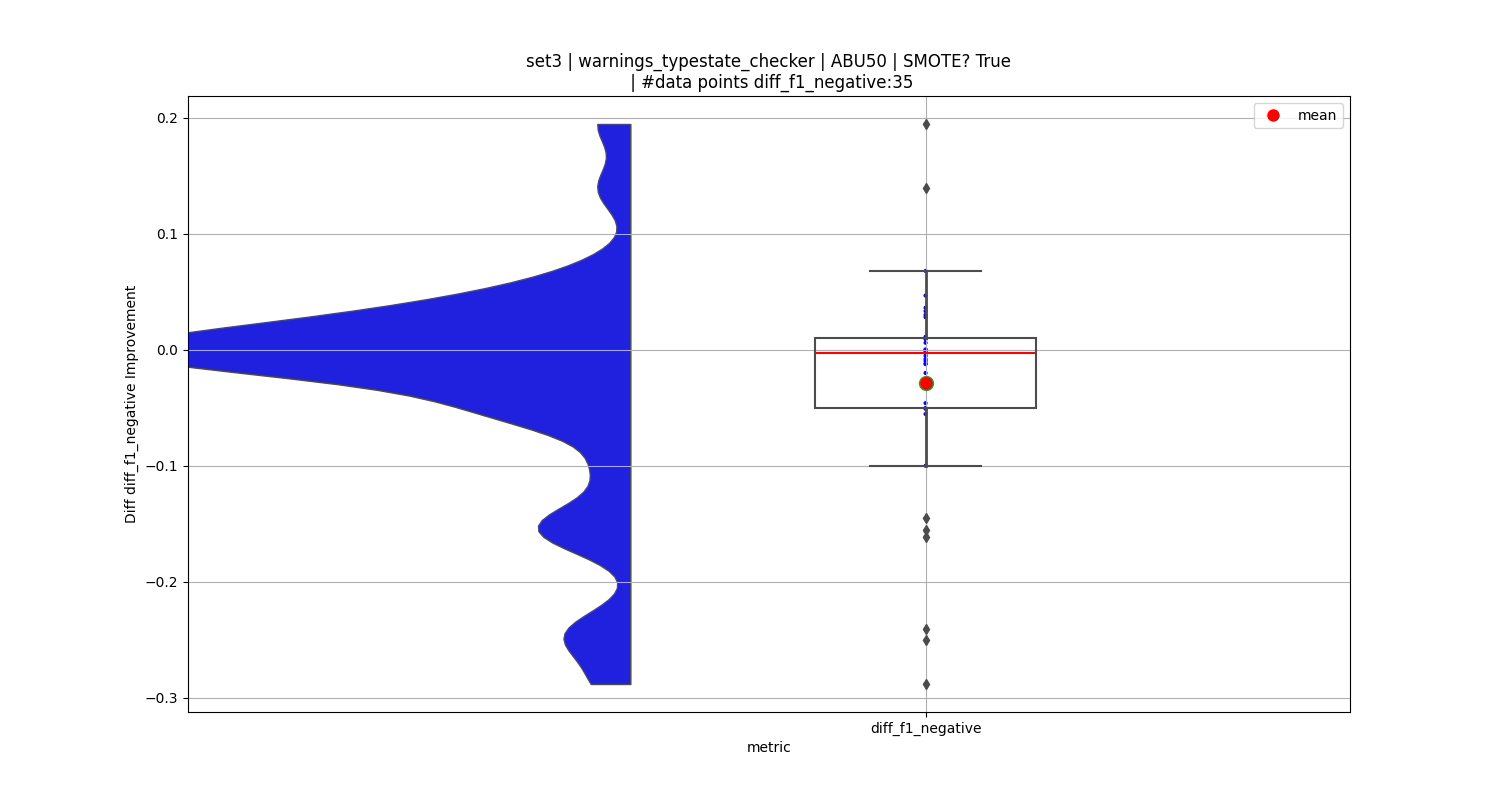 set3 | warnings_typestate_checker | ABU50 | SMOTE? True
| #data points diff_f1_negative:35
mean
0.2
0.1
0.0
−0.1
−0.2
−0.3
Diff diff_f1_negative Improvement
diff_f1_negative
metric